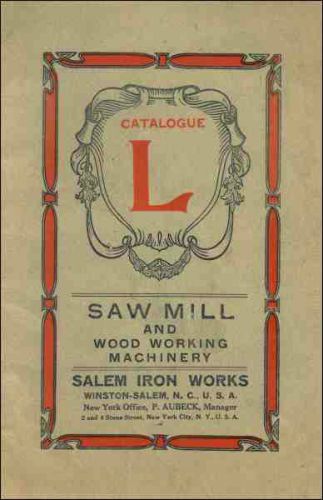 CATALOGUE
L
SAW MILL
AND
WOOD WORKING
MACHINERY
SALEM IRON WORKS
WINSTON-SALEM, N. C., U. S. A.
New York Office, P. AUBECK, Manager
2 and 4 Stone Street, New York City, N. Y., U. S. A.